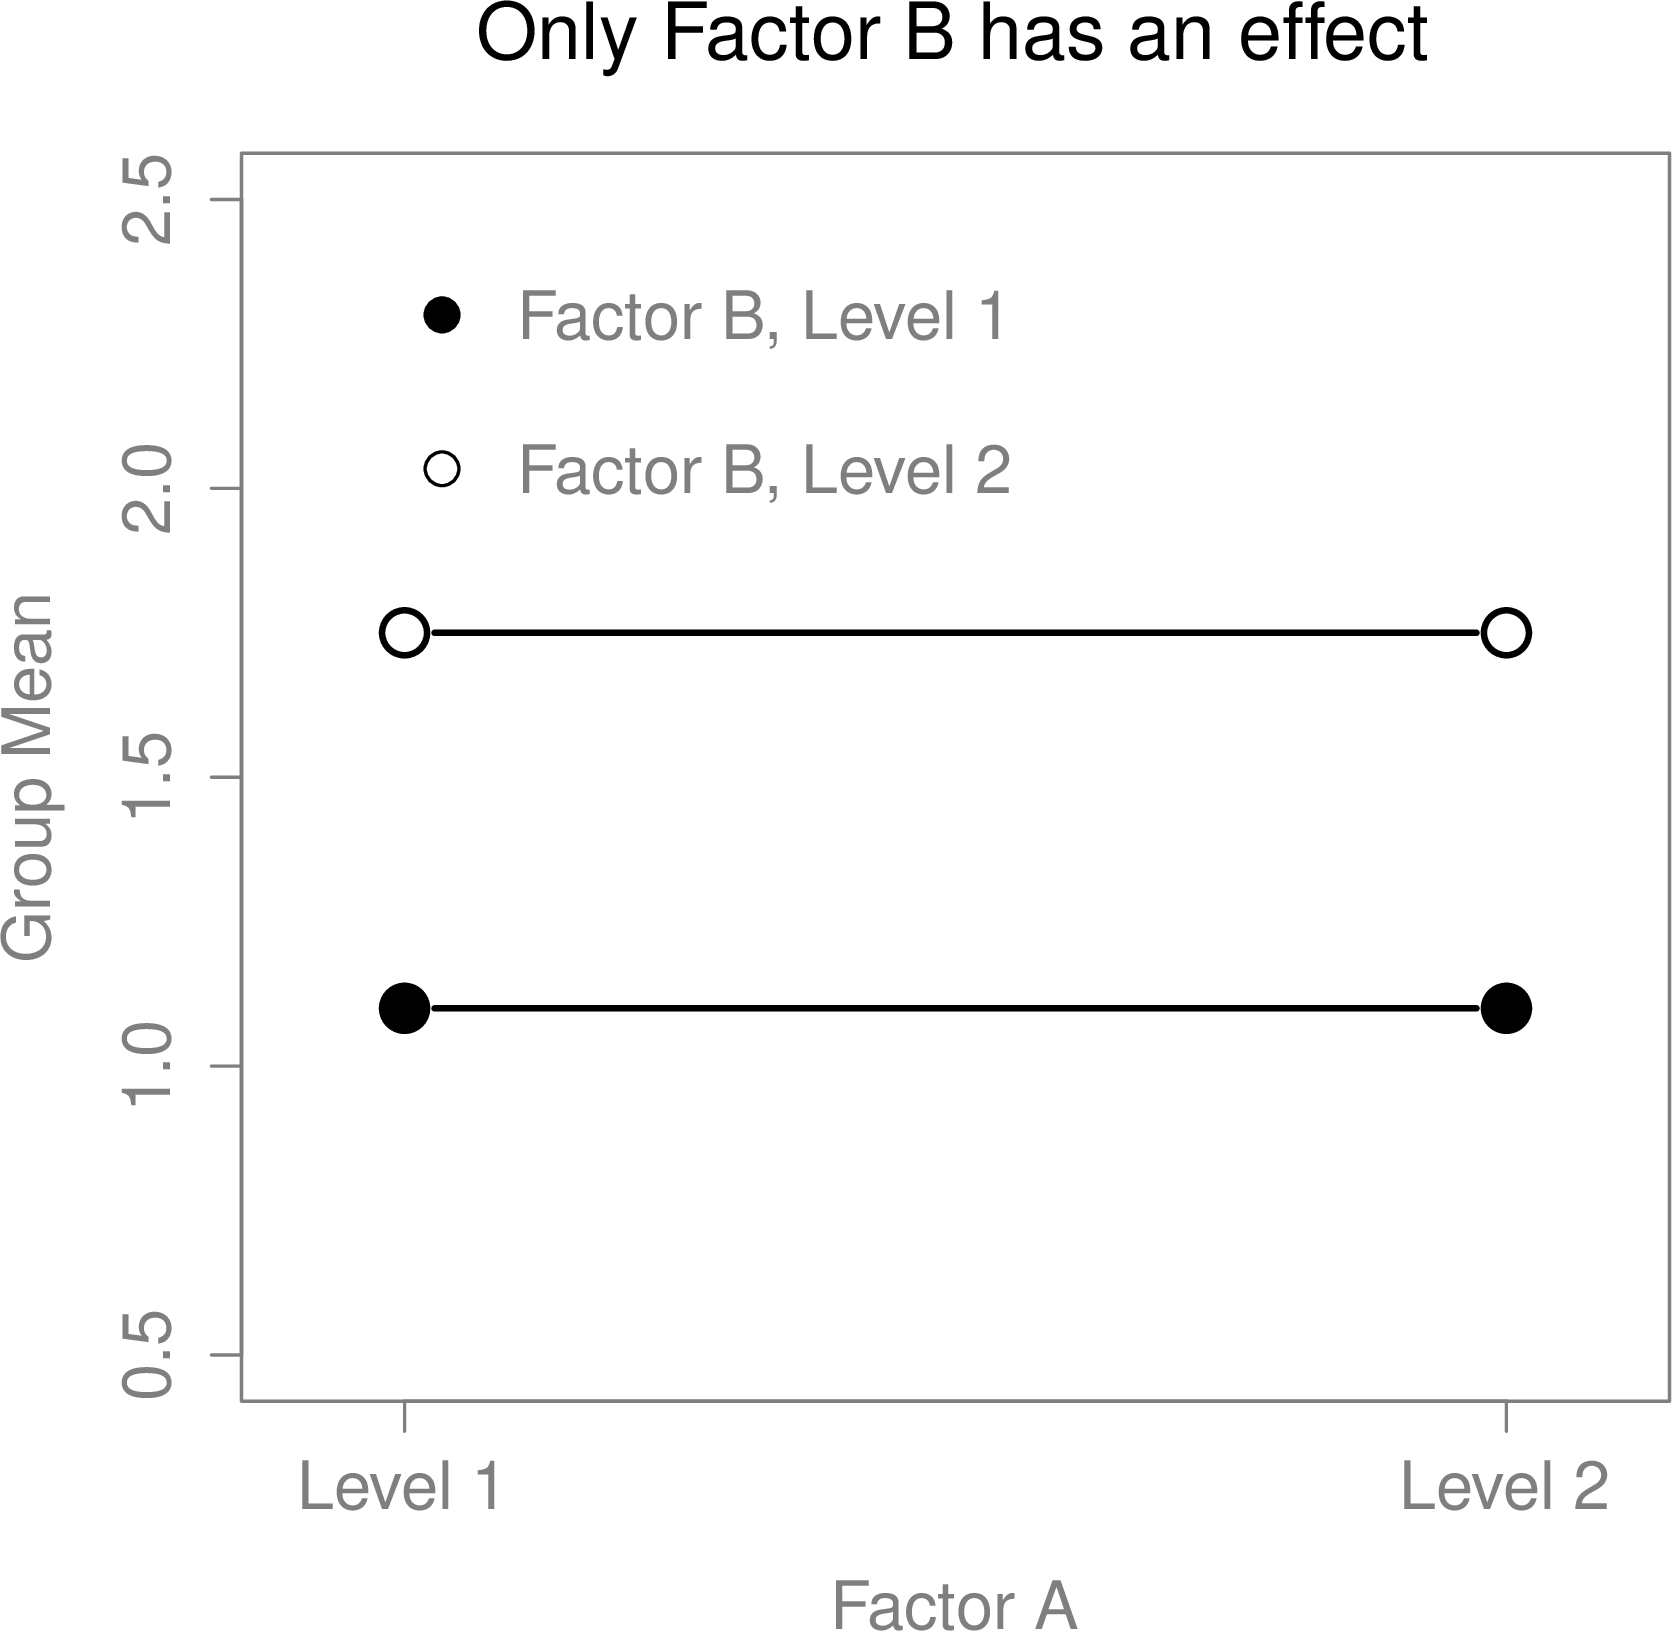 Only Factor B has an effect
2.5
Factor B, Level 1
Factor B, Level 2
2.0
1.5
1.0
0.5
Group Mean
Level 1
Level 2
Factor A